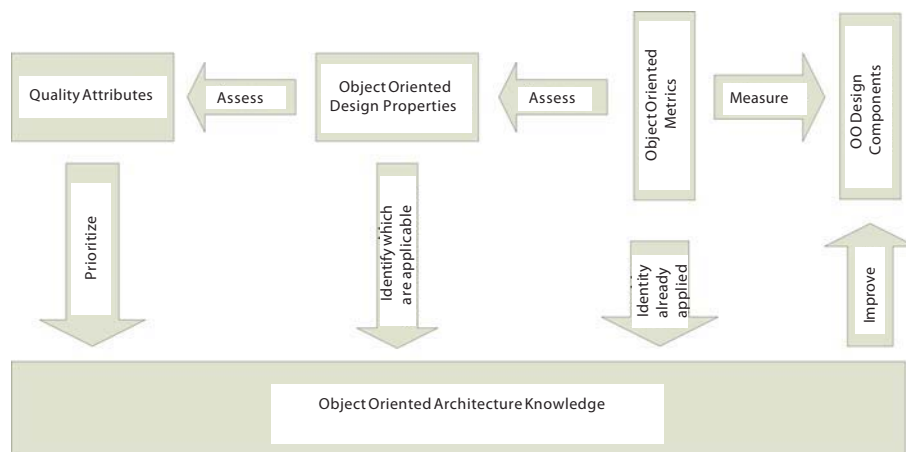 Quality Attributes
Assess
Object Oriented
Design Properties
Assess
Object Oriented
Metrics
Measure
OO Design
Components
Prioritize
Identify which
are applicable
Identity
already
applied
Improve
Object Oriented Architecture Knowledge